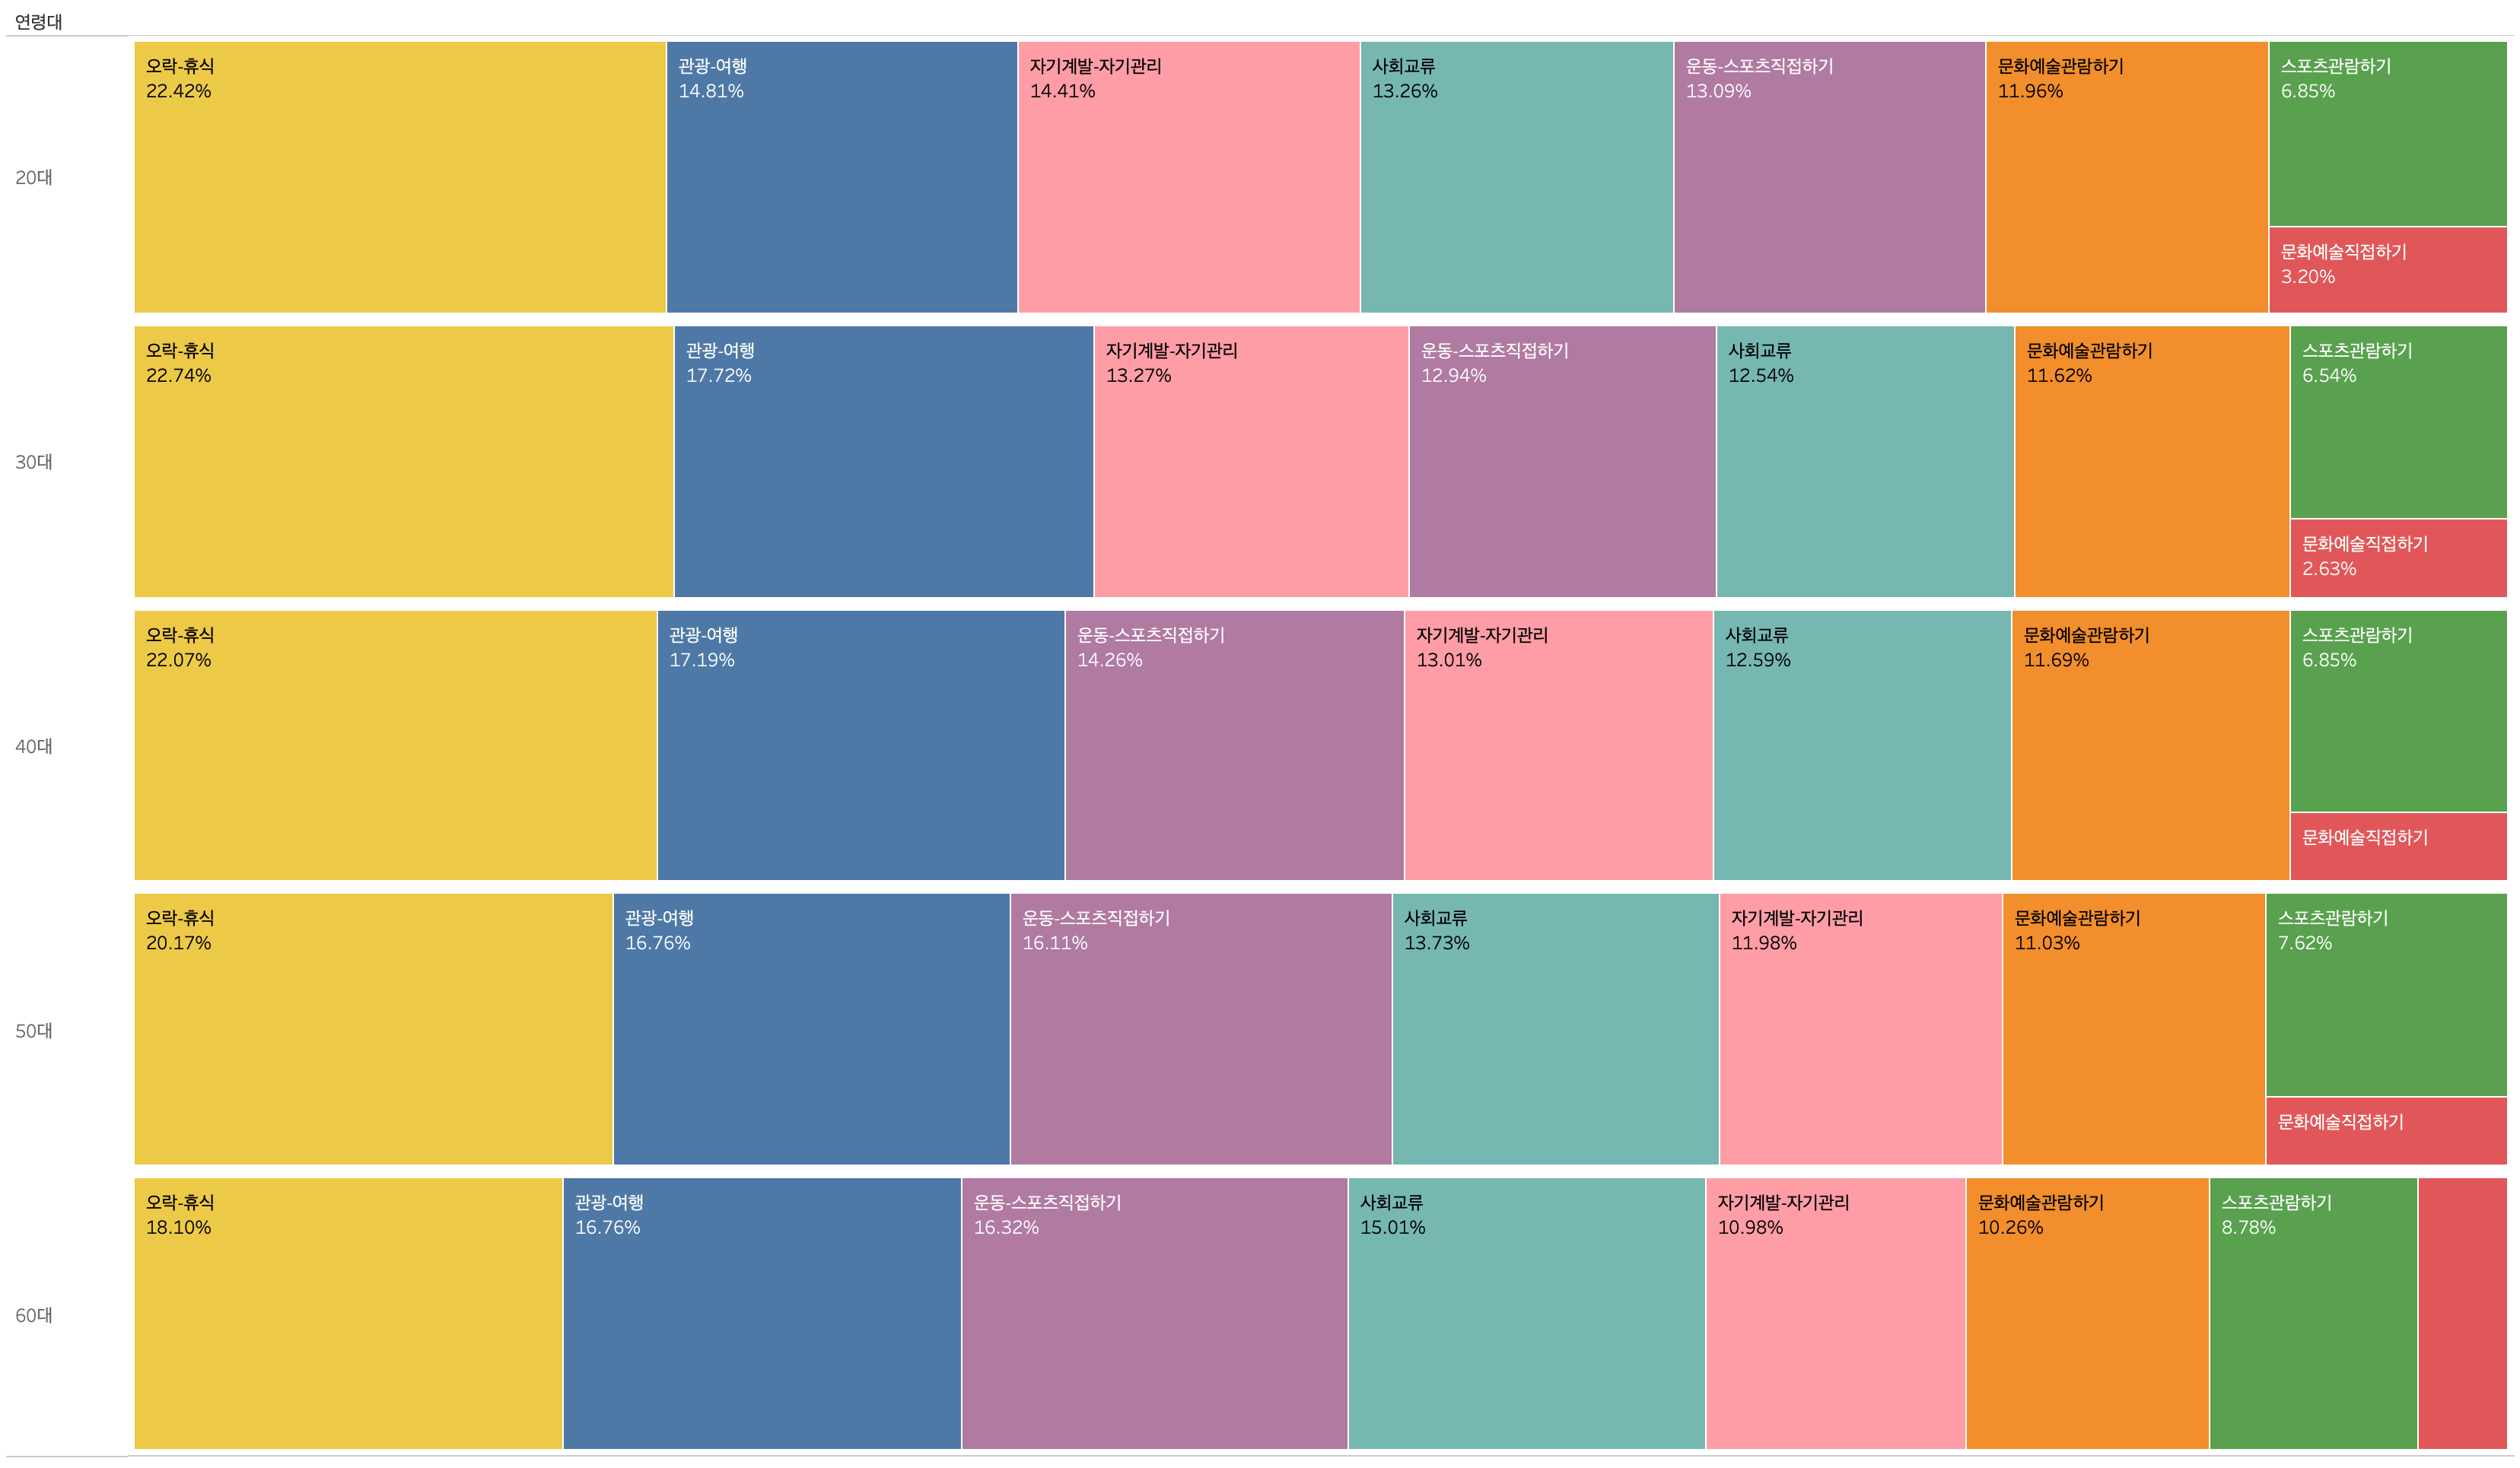 연령대
20대
오락-휴식
22.42%
관광-여행
14.81%
자기계발-자기관리
14.41%
사회교류
13.26%
운동-스포츠직접하기
13.09%
문화예술관람하기
11.96%
스포츠관람하기
6.85%
문화예술직접하기
3.20%
30대
오락-휴식
22.74%
관광-여행
17.72%
자기계발-자기관리
13.27%
운동-스포츠직접하기
12.94%
사회교류
12.54%
문화예술관람하기
11.62%
스포츠관람하기
6.54%
문화예술직접하기
2.63%
40대
오락-휴식
22.07%
관광-여행
17.19%
운동-스포츠직접하기
14.26%
자기계발-자기관리
13.01%
사회교류
12.59%
문화예술관람하기
11.69%
스포츠관람하기
6.85%
문화예술직접하기
50대
오락-휴식
20.17%
관광-여행
16.76%
운동-스포츠직접하기
16.11%
사회교류
13.73%
자기계발-자기관리
11.98%
문화예술관람하기
11.03%
스포츠관람하기
7.62%
문화예술직접하기
60대
오락-휴식
18.10%
관광-여행
16.76%
운동-스포츠직접하기
16.32%
사회교류
15.01%
자기계발-자기관리
10.98%
문화예술관람하기
10.26%
스포츠관람하기
8.78%